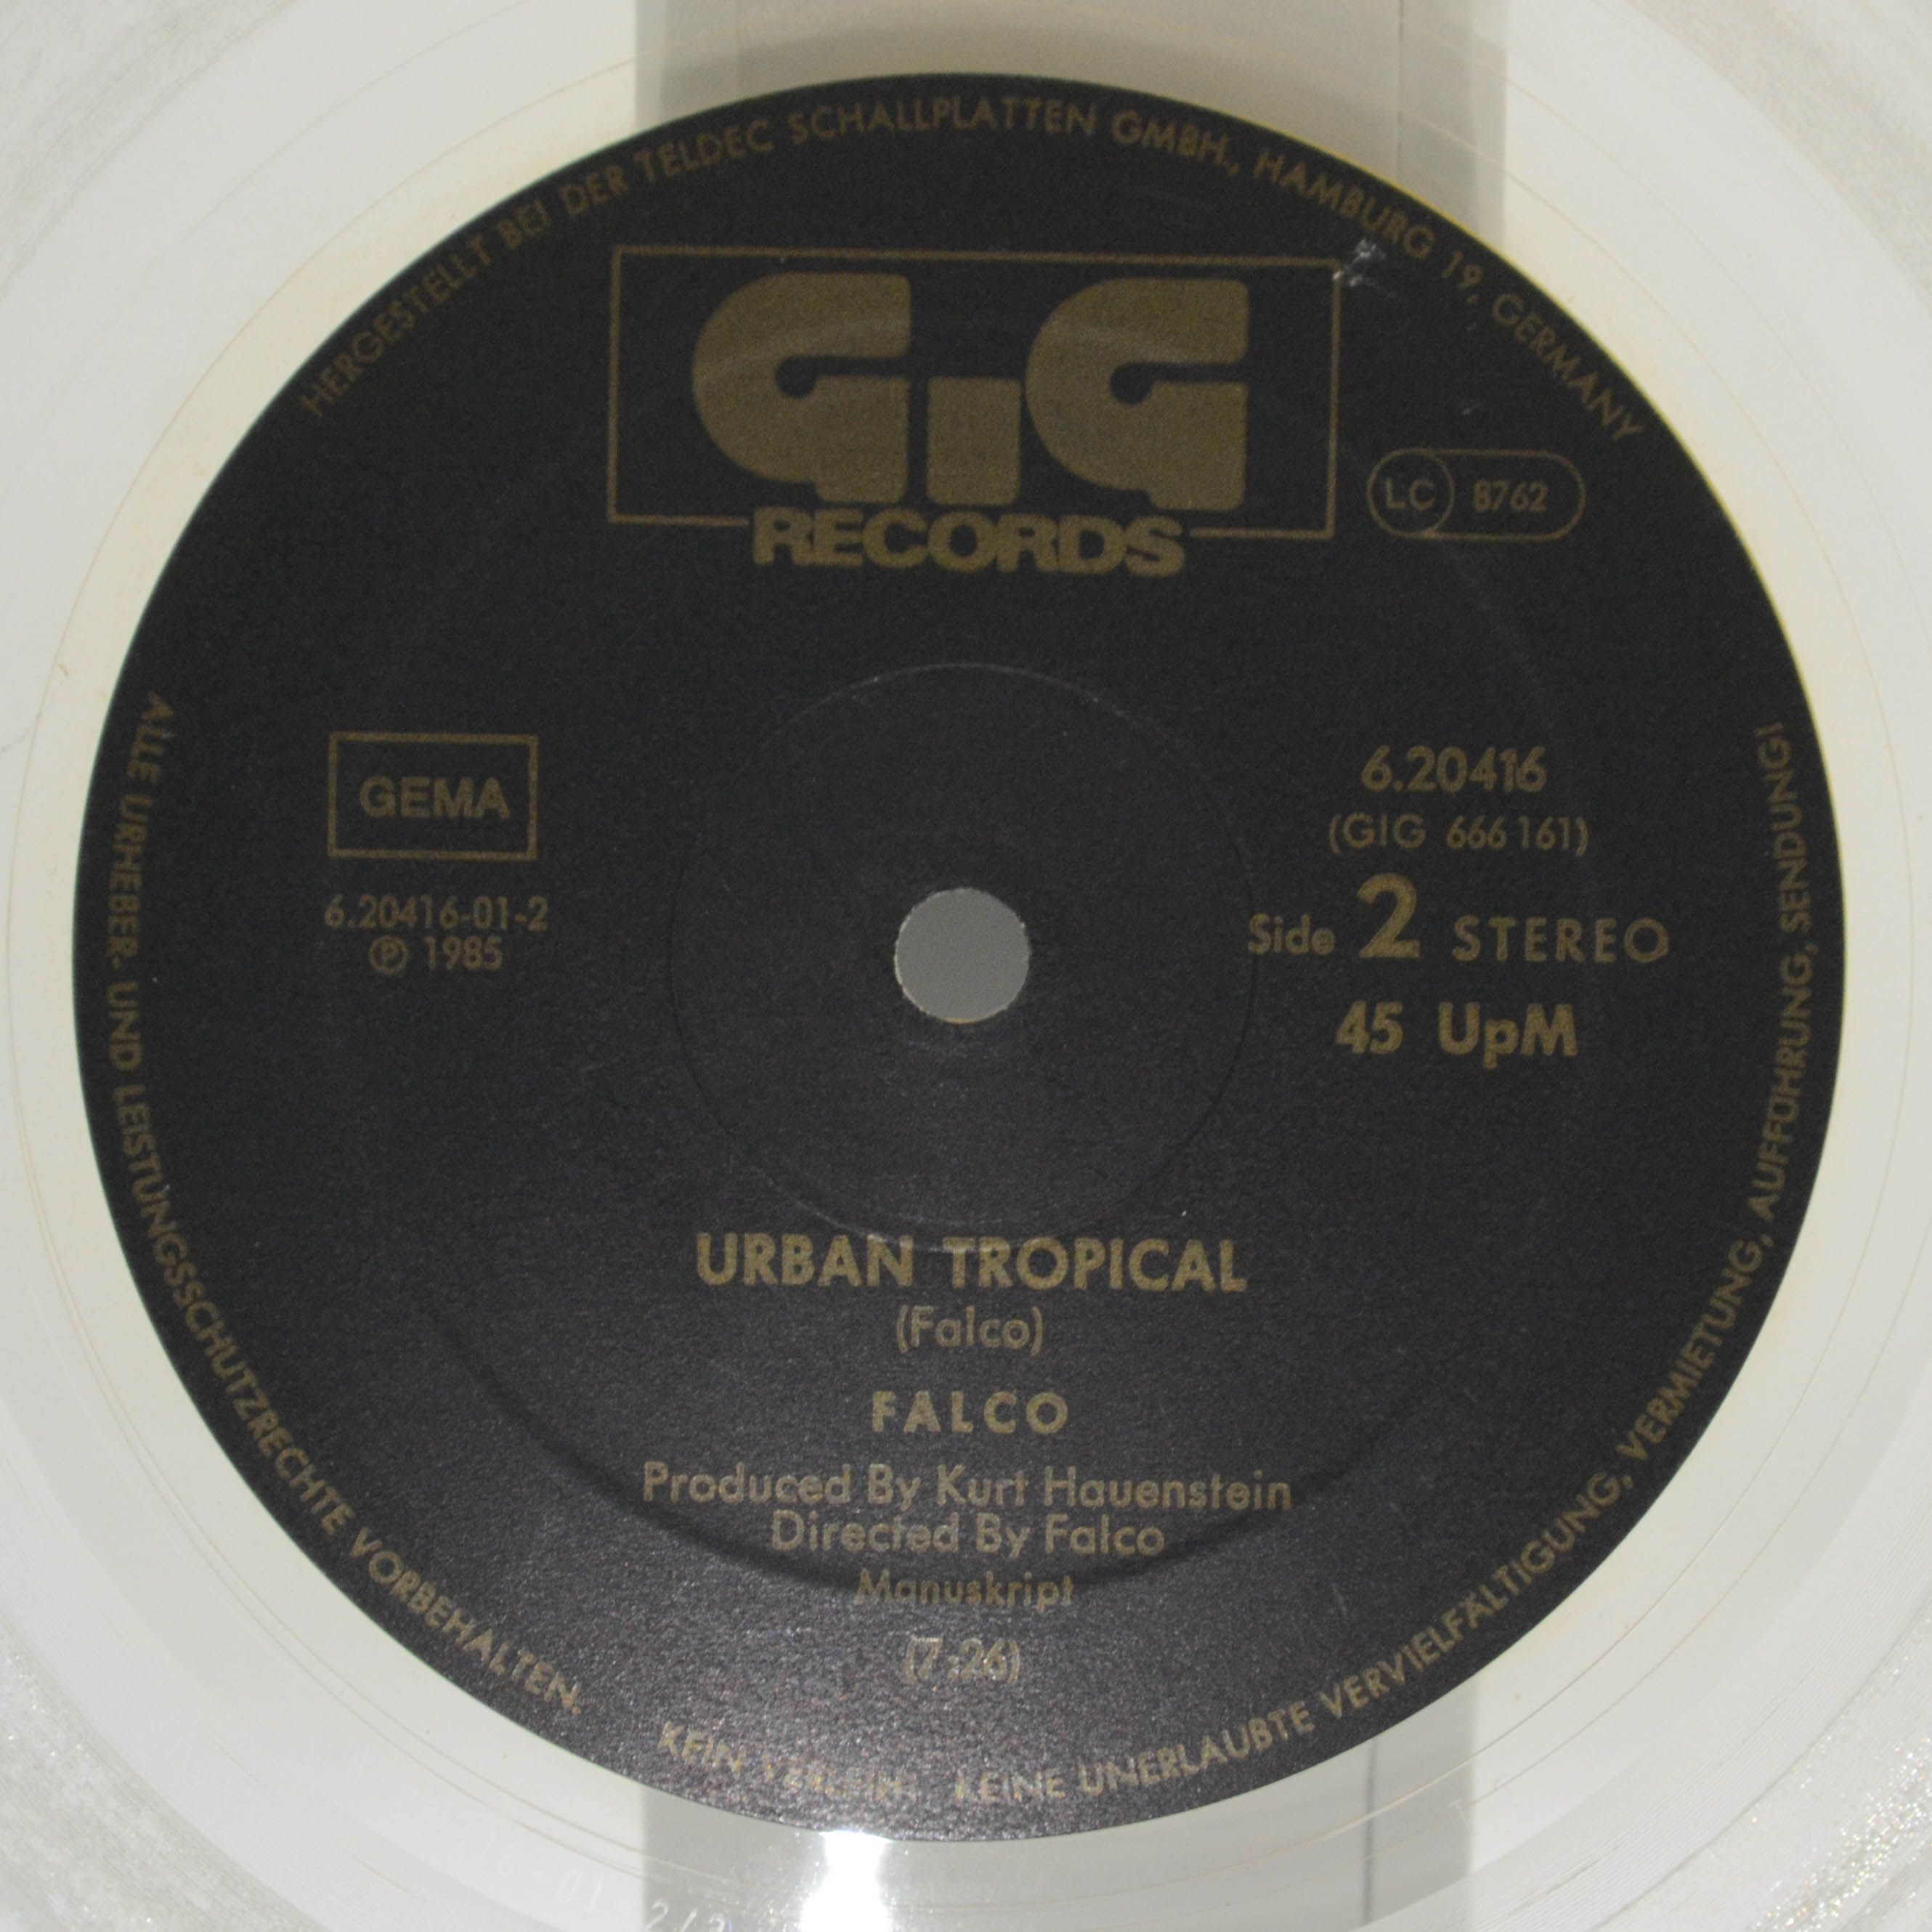 HERGESTELLT BEI DER TELDEC SCHALLPLATTEN GMBH., HAMBURG 19, GERMANY
GiG
RECORDS
LC 8762
GEMA
6.20416-01-2
℗ 1985
6.20416
(GIG 666 161)
Side 2 STEREO
45 UpM
URBAN TROPICAL
(Falco)
FALCO
Produced By Kurt Hauenstein
Directed By Falco
Manuskript
(7:26)
ALLE URHEBER- UND LEISTUNGSSCHUTZRECHTE VORBEHALTEN.
KEIN VERLEIH! KEINE UNERLAUBTE VERVIELFÄLTIGUNG, VERMIETUNG, AUFFÜHRUNG, SENDUNG!